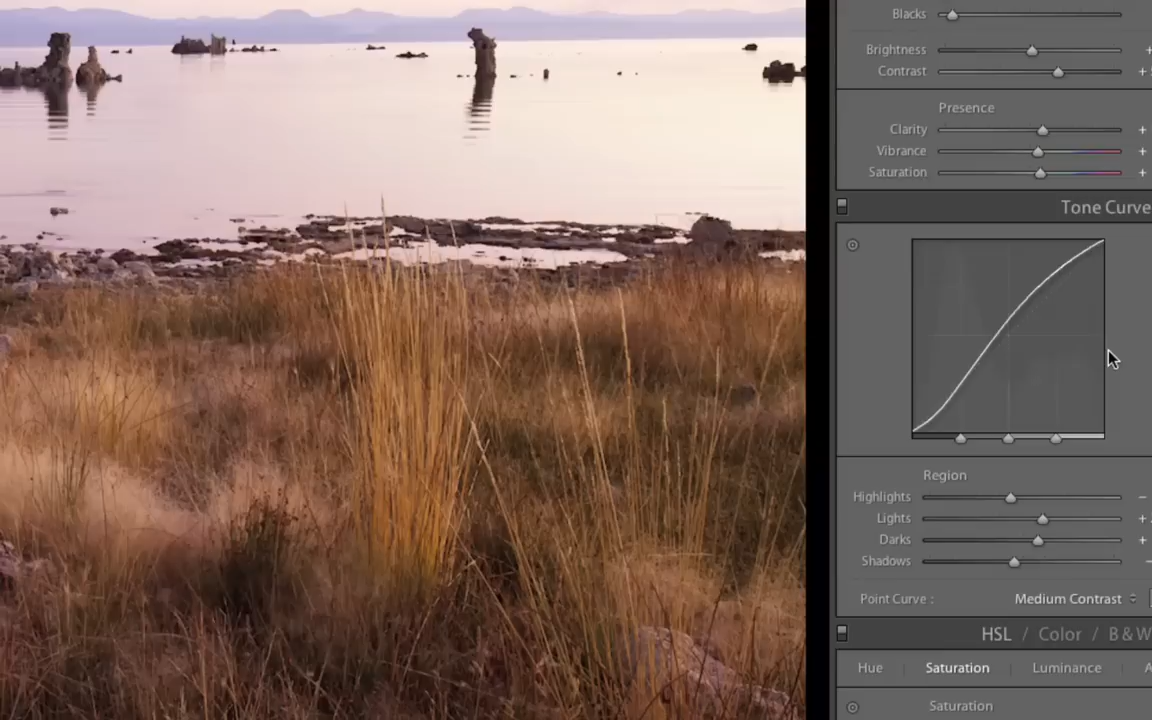 Blacks
Brightness +
Contrast +
Presence
Clarity +
Vibrance +
Saturation +
Tone Curve
Region
Highlights −
Lights +
Darks +
Shadows −
Point Curve : Medium Contrast
HSL / Color / B & W
Hue Saturation Luminance A
Saturation